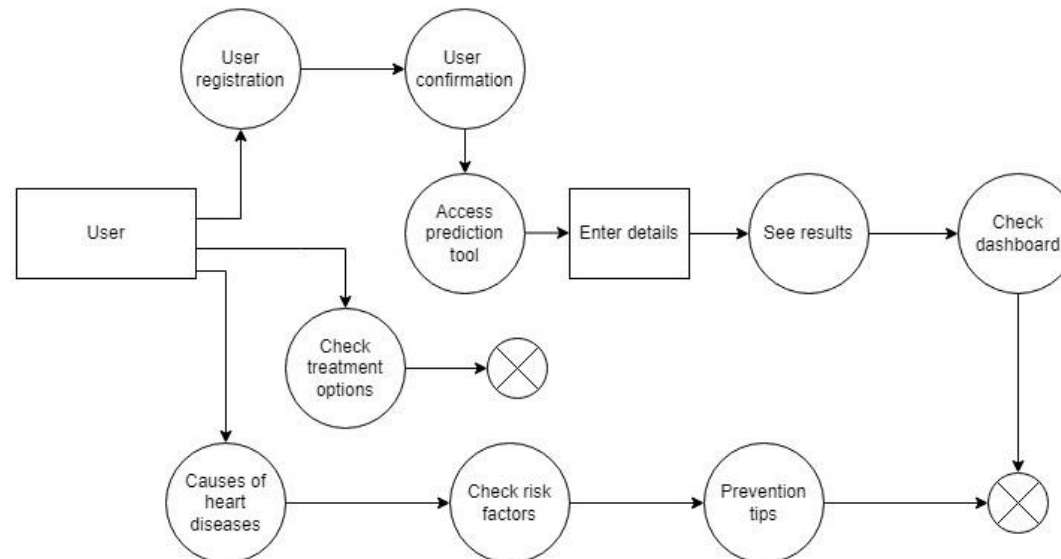 User
registration
User
confirmation
User
Access
prediction
tool
Enter details
See results
Check
dashboard
Check
treatment
options
Causes of
heart
diseases
Check risk
factors
Prevention
tips